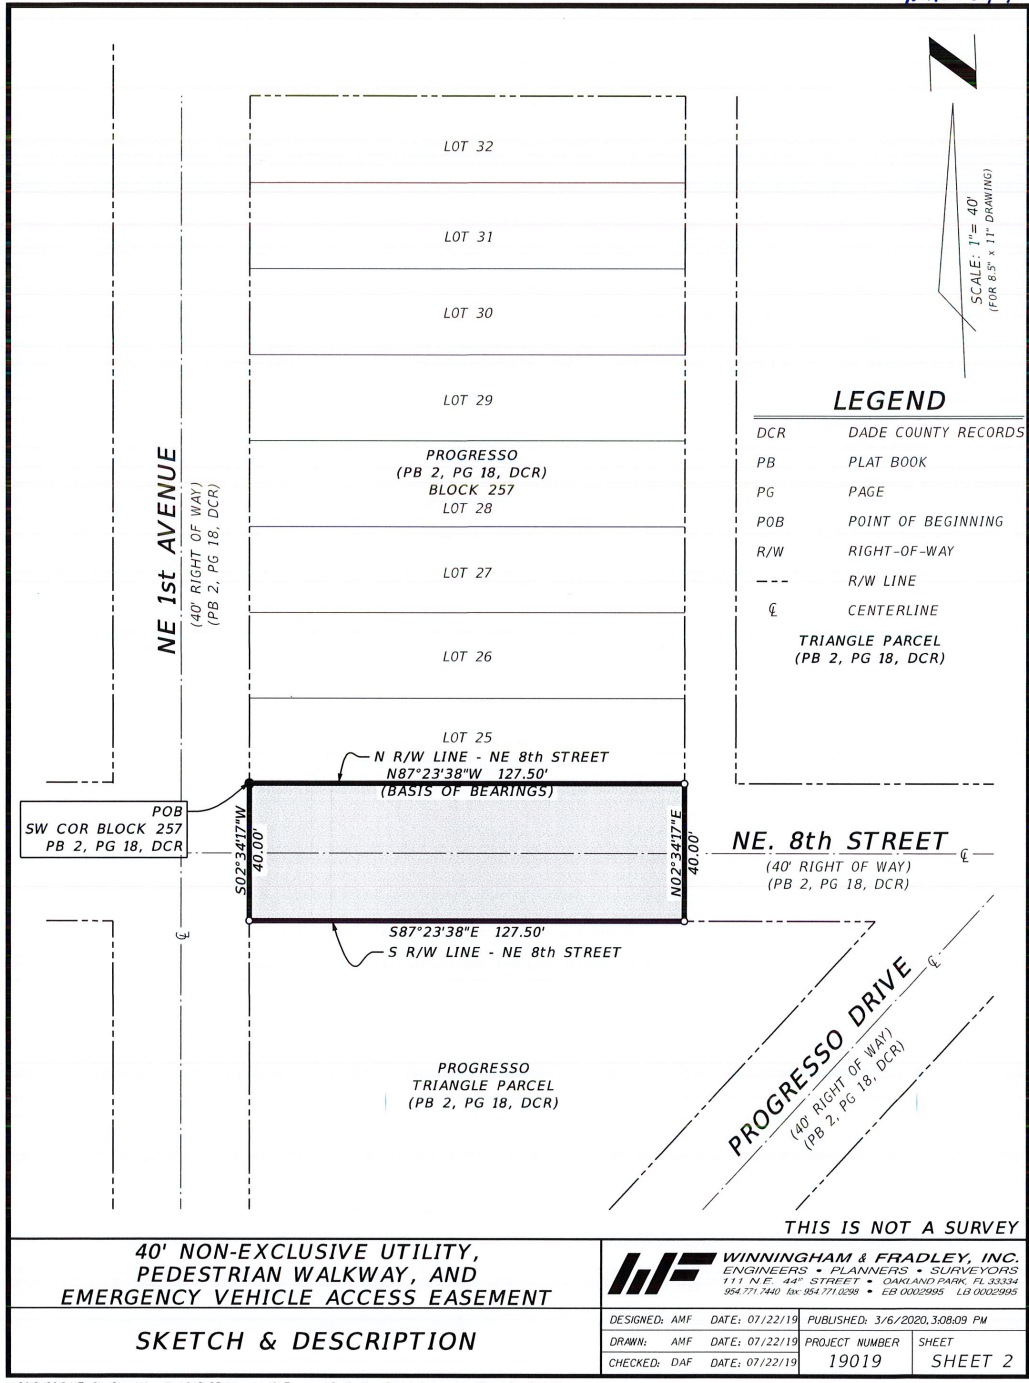 LOT 32
LOT 31
LOT 30
LOT 29
PROGRESSO
(PB 2, PG 18, DCR)
BLOCK 257
LOT 28
LOT 27
LOT 26
LOT 25
N R/W LINE - NE 8th STREET
N87°23'38"W 127.50'
(BASIS OF BEARINGS)
NE 1st AVENUE
(40' RIGHT OF WAY)
(PB 2, PG 18, DCR)
N
SCALE: 1"= 40'
(FOR 8.5" x 11" DRAWING)
LEGEND
DCR DADE COUNTY RECORDS
PB PLAT BOOK
PG PAGE
POB POINT OF BEGINNING
R/W RIGHT-OF-WAY
--- R/W LINE
℄ CENTERLINE
TRIANGLE PARCEL
(PB 2, PG 18, DCR)
POB
SW COR BLOCK 257
PB 2, PG 18, DCR
S02°34'17"W
40.00'
N02°34'17"E
40.00'
NE. 8th STREET
℄
(40' RIGHT OF WAY)
(PB 2, PG 18, DCR)
S87°23'38"E 127.50'
S R/W LINE - NE 8th STREET
℄
PROGRESSO DRIVE
℄
(40' RIGHT OF WAY)
(PB 2, PG 18, DCR)
PROGRESSO
TRIANGLE PARCEL
(PB 2, PG 18, DCR)
THIS IS NOT A SURVEY
40' NON-EXCLUSIVE UTILITY,
PEDESTRIAN WALKWAY, AND
EMERGENCY VEHICLE ACCESS EASEMENT
SKETCH & DESCRIPTION
WF
WINNINGHAM & FRADLEY, INC.
ENGINEERS • PLANNERS • SURVEYORS
111 N.E. 44th STREET • OAKLAND PARK, FL 33334
954.771.7440 fax: 954.771.0298 • EB 0002995 LB 0002995
DESIGNED: AMF DATE: 07/22/19 PUBLISHED: 3/6/2020, 3:08:09 PM
DRAWN: AMF DATE: 07/22/19 PROJECT NUMBER SHEET
CHECKED: DAF DATE: 07/22/19 19019 SHEET 2